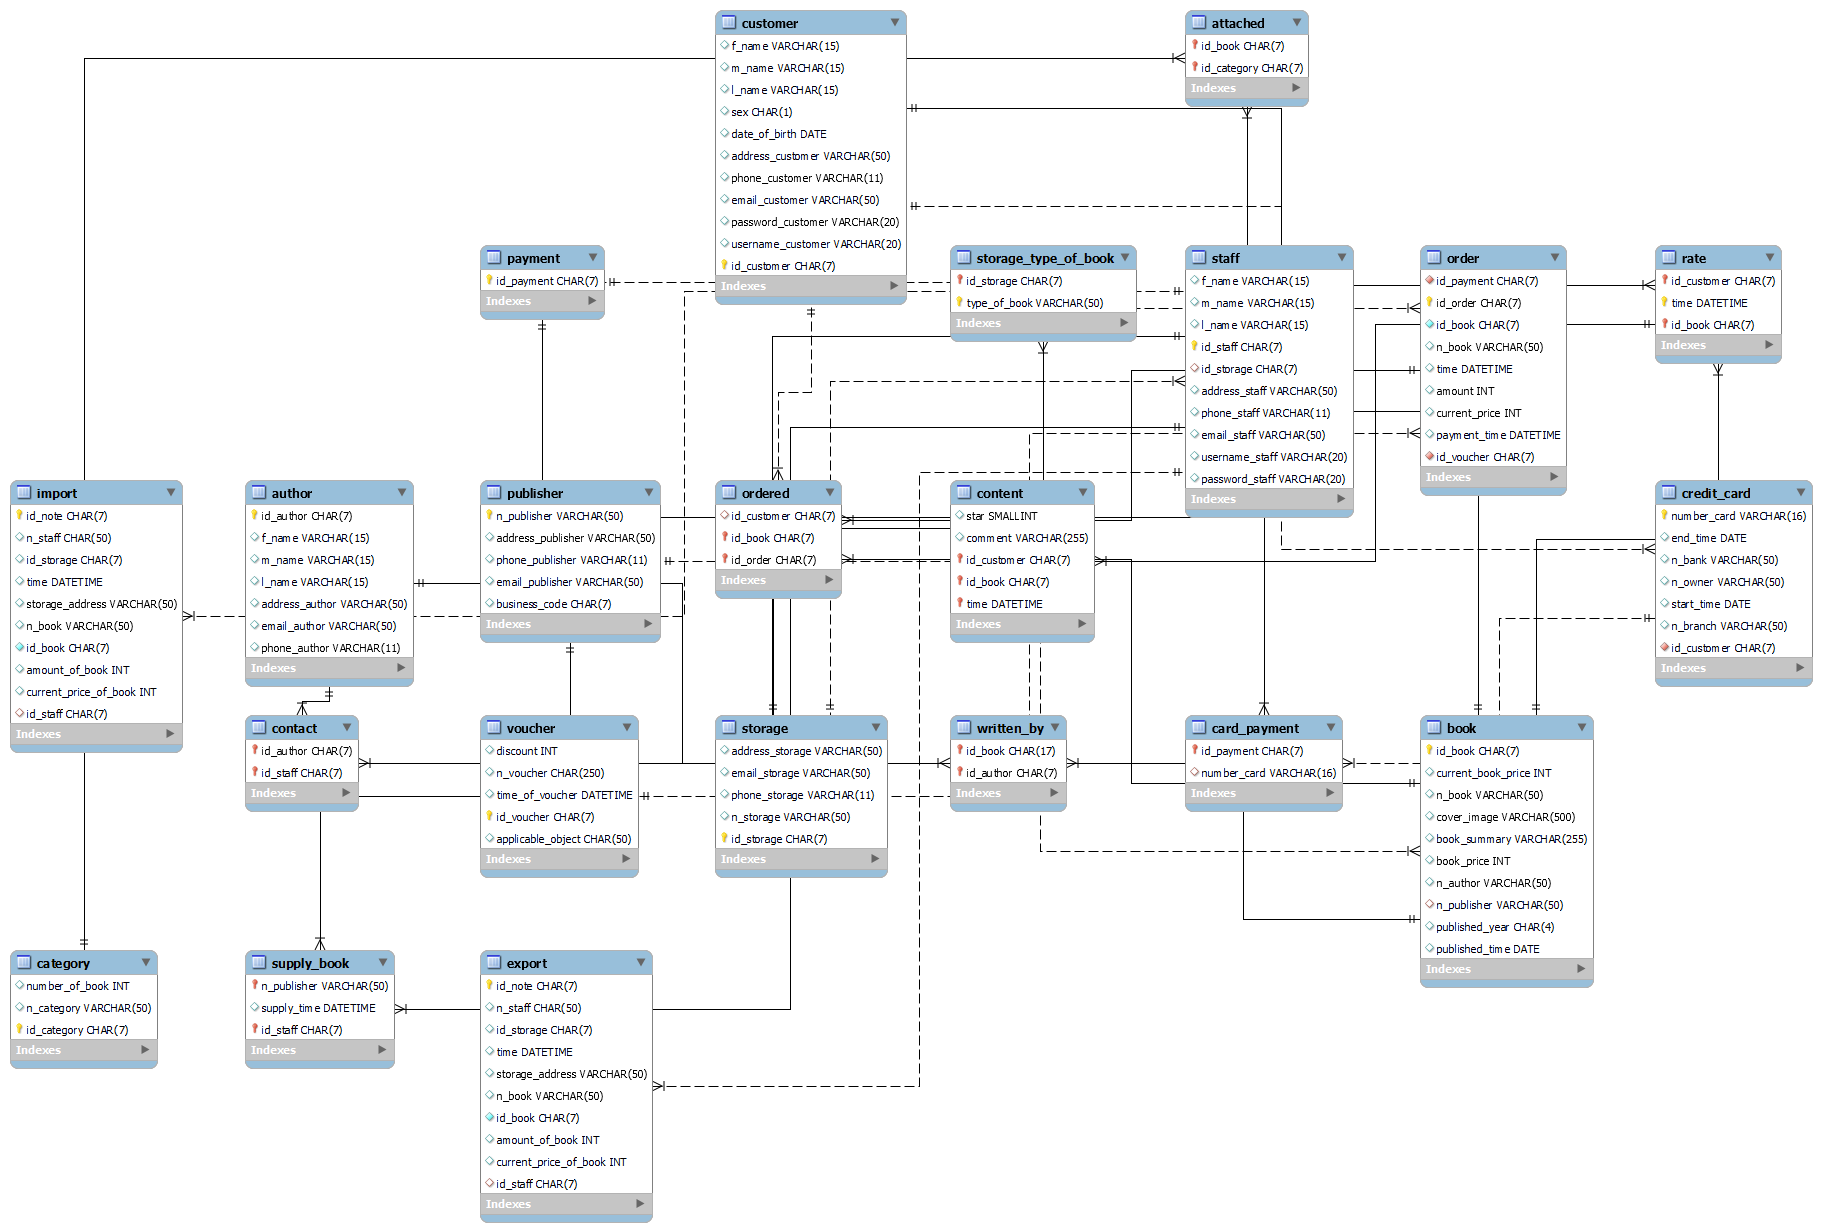 customer
f_name VARCHAR(15)
m_name VARCHAR(15)
l_name VARCHAR(15)
sex CHAR(1)
date_of_birth DATE
address_customer VARCHAR(50)
phone_customer VARCHAR(11)
email_customer VARCHAR(50)
password_customer VARCHAR(20)
username_customer VARCHAR(20)
id_customer CHAR(7)
Indexes
attached
id_book CHAR(7)
id_category CHAR(7)
Indexes
payment
id_payment CHAR(7)
Indexes
storage_type_of_book
id_storage CHAR(7)
type_of_book VARCHAR(50)
Indexes
staff
f_name VARCHAR(15)
m_name VARCHAR(15)
l_name VARCHAR(15)
id_staff CHAR(7)
id_storage CHAR(7)
address_staff VARCHAR(50)
phone_staff VARCHAR(11)
email_staff VARCHAR(50)
username_staff VARCHAR(20)
password_staff VARCHAR(20)
Indexes
order
id_payment CHAR(7)
id_order CHAR(7)
id_book CHAR(7)
n_book VARCHAR(50)
time DATETIME
amount INT
current_price INT
payment_time DATETIME
id_voucher CHAR(7)
Indexes
rate
id_customer CHAR(7)
time DATETIME
id_book CHAR(7)
Indexes
import
id_note CHAR(7)
n_staff CHAR(50)
id_storage CHAR(7)
time DATETIME
storage_address VARCHAR(50)
n_book VARCHAR(50)
id_book CHAR(7)
amount_of_book INT
current_price_of_book INT
id_staff CHAR(7)
Indexes
author
id_author CHAR(7)
f_name VARCHAR(15)
m_name VARCHAR(15)
l_name VARCHAR(15)
address_author VARCHAR(50)
email_author VARCHAR(50)
phone_author VARCHAR(11)
Indexes
publisher
n_publisher VARCHAR(50)
address_publisher VARCHAR(50)
phone_publisher VARCHAR(11)
email_publisher VARCHAR(50)
business_code CHAR(7)
Indexes
ordered
id_customer CHAR(7)
id_book CHAR(7)
id_order CHAR(7)
Indexes
content
star SMALLINT
comment VARCHAR(255)
id_customer CHAR(7)
id_book CHAR(7)
time DATETIME
Indexes
credit_card
number_card VARCHAR(16)
end_time DATE
n_bank VARCHAR(50)
n_owner VARCHAR(50)
start_time DATE
n_branch VARCHAR(50)
id_customer CHAR(7)
Indexes
contact
id_author CHAR(7)
id_staff CHAR(7)
Indexes
voucher
discount INT
n_voucher CHAR(250)
time_of_voucher DATETIME
id_voucher CHAR(7)
applicable_object CHAR(50)
Indexes
storage
address_storage VARCHAR(50)
email_storage VARCHAR(50)
phone_storage VARCHAR(11)
n_storage VARCHAR(50)
id_storage CHAR(7)
Indexes
written_by
id_book CHAR(17)
id_author CHAR(7)
Indexes
card_payment
id_payment CHAR(7)
number_card VARCHAR(16)
Indexes
book
id_book CHAR(7)
current_book_price INT
n_book VARCHAR(50)
cover_image VARCHAR(500)
book_summary VARCHAR(255)
book_price INT
n_author VARCHAR(50)
n_publisher VARCHAR(50)
published_year CHAR(4)
published_time DATE
Indexes
category
number_of_book INT
n_category VARCHAR(50)
id_category CHAR(7)
Indexes
supply_book
n_publisher VARCHAR(50)
supply_time DATETIME
id_staff CHAR(7)
Indexes
export
id_note CHAR(7)
n_staff CHAR(50)
id_storage CHAR(7)
time DATETIME
storage_address VARCHAR(50)
n_book VARCHAR(50)
id_book CHAR(7)
amount_of_book INT
current_price_of_book INT
id_staff CHAR(7)
Indexes